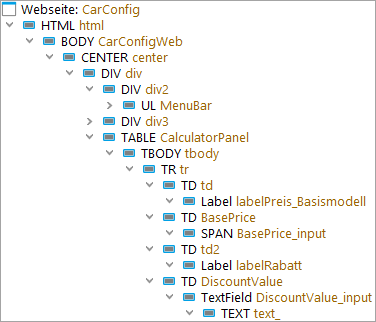 Webseite: CarConfig
HTML html
BODY CarConfigWeb
CENTER center
DIV div
DIV div2
UL MenuBar
DIV div3
TABLE CalculatorPanel
TBODY tbody
TR tr
TD td
Label labelPreis_Basismodell
TD BasePrice
SPAN BasePrice_input
TD td2
Label labelRabatt
TD DiscountValue
TextField DiscountValue_input
TEXT text_